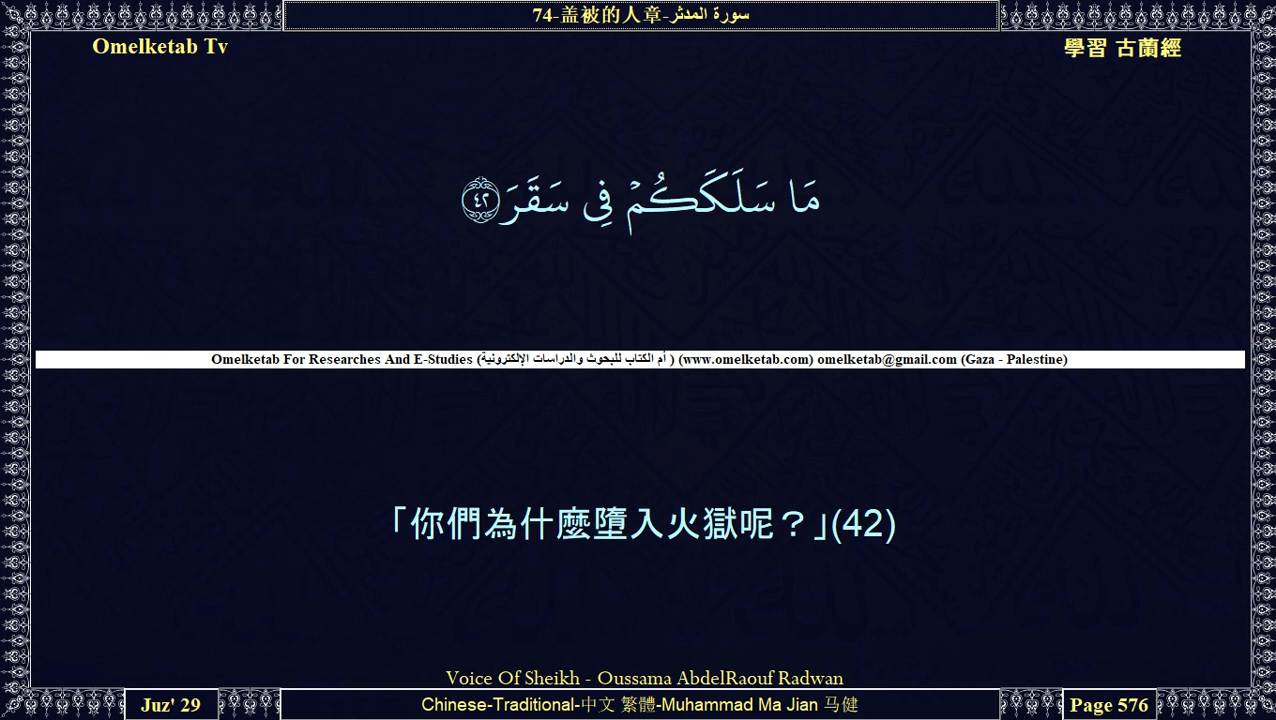 74-盖被的人章-سورة المدثر
Omelketab Tv
學習 古蘭經
مَا سَلَكَكُمْ فِى سَقَرَ ٤٢
Omelketab For Researches And E-Studies (أم الكتاب للبحوث والدراسات الإلكترونية ) (www.omelketab.com) omelketab@gmail.com (Gaza - Palestine)
「你們為什麼墮入火獄呢？」(42)
Voice Of Sheikh - Oussama AbdelRaouf Radwan
Juz' 29
Chinese-Traditional-中文 繁體-Muhammad Ma Jian 马健
Page 576